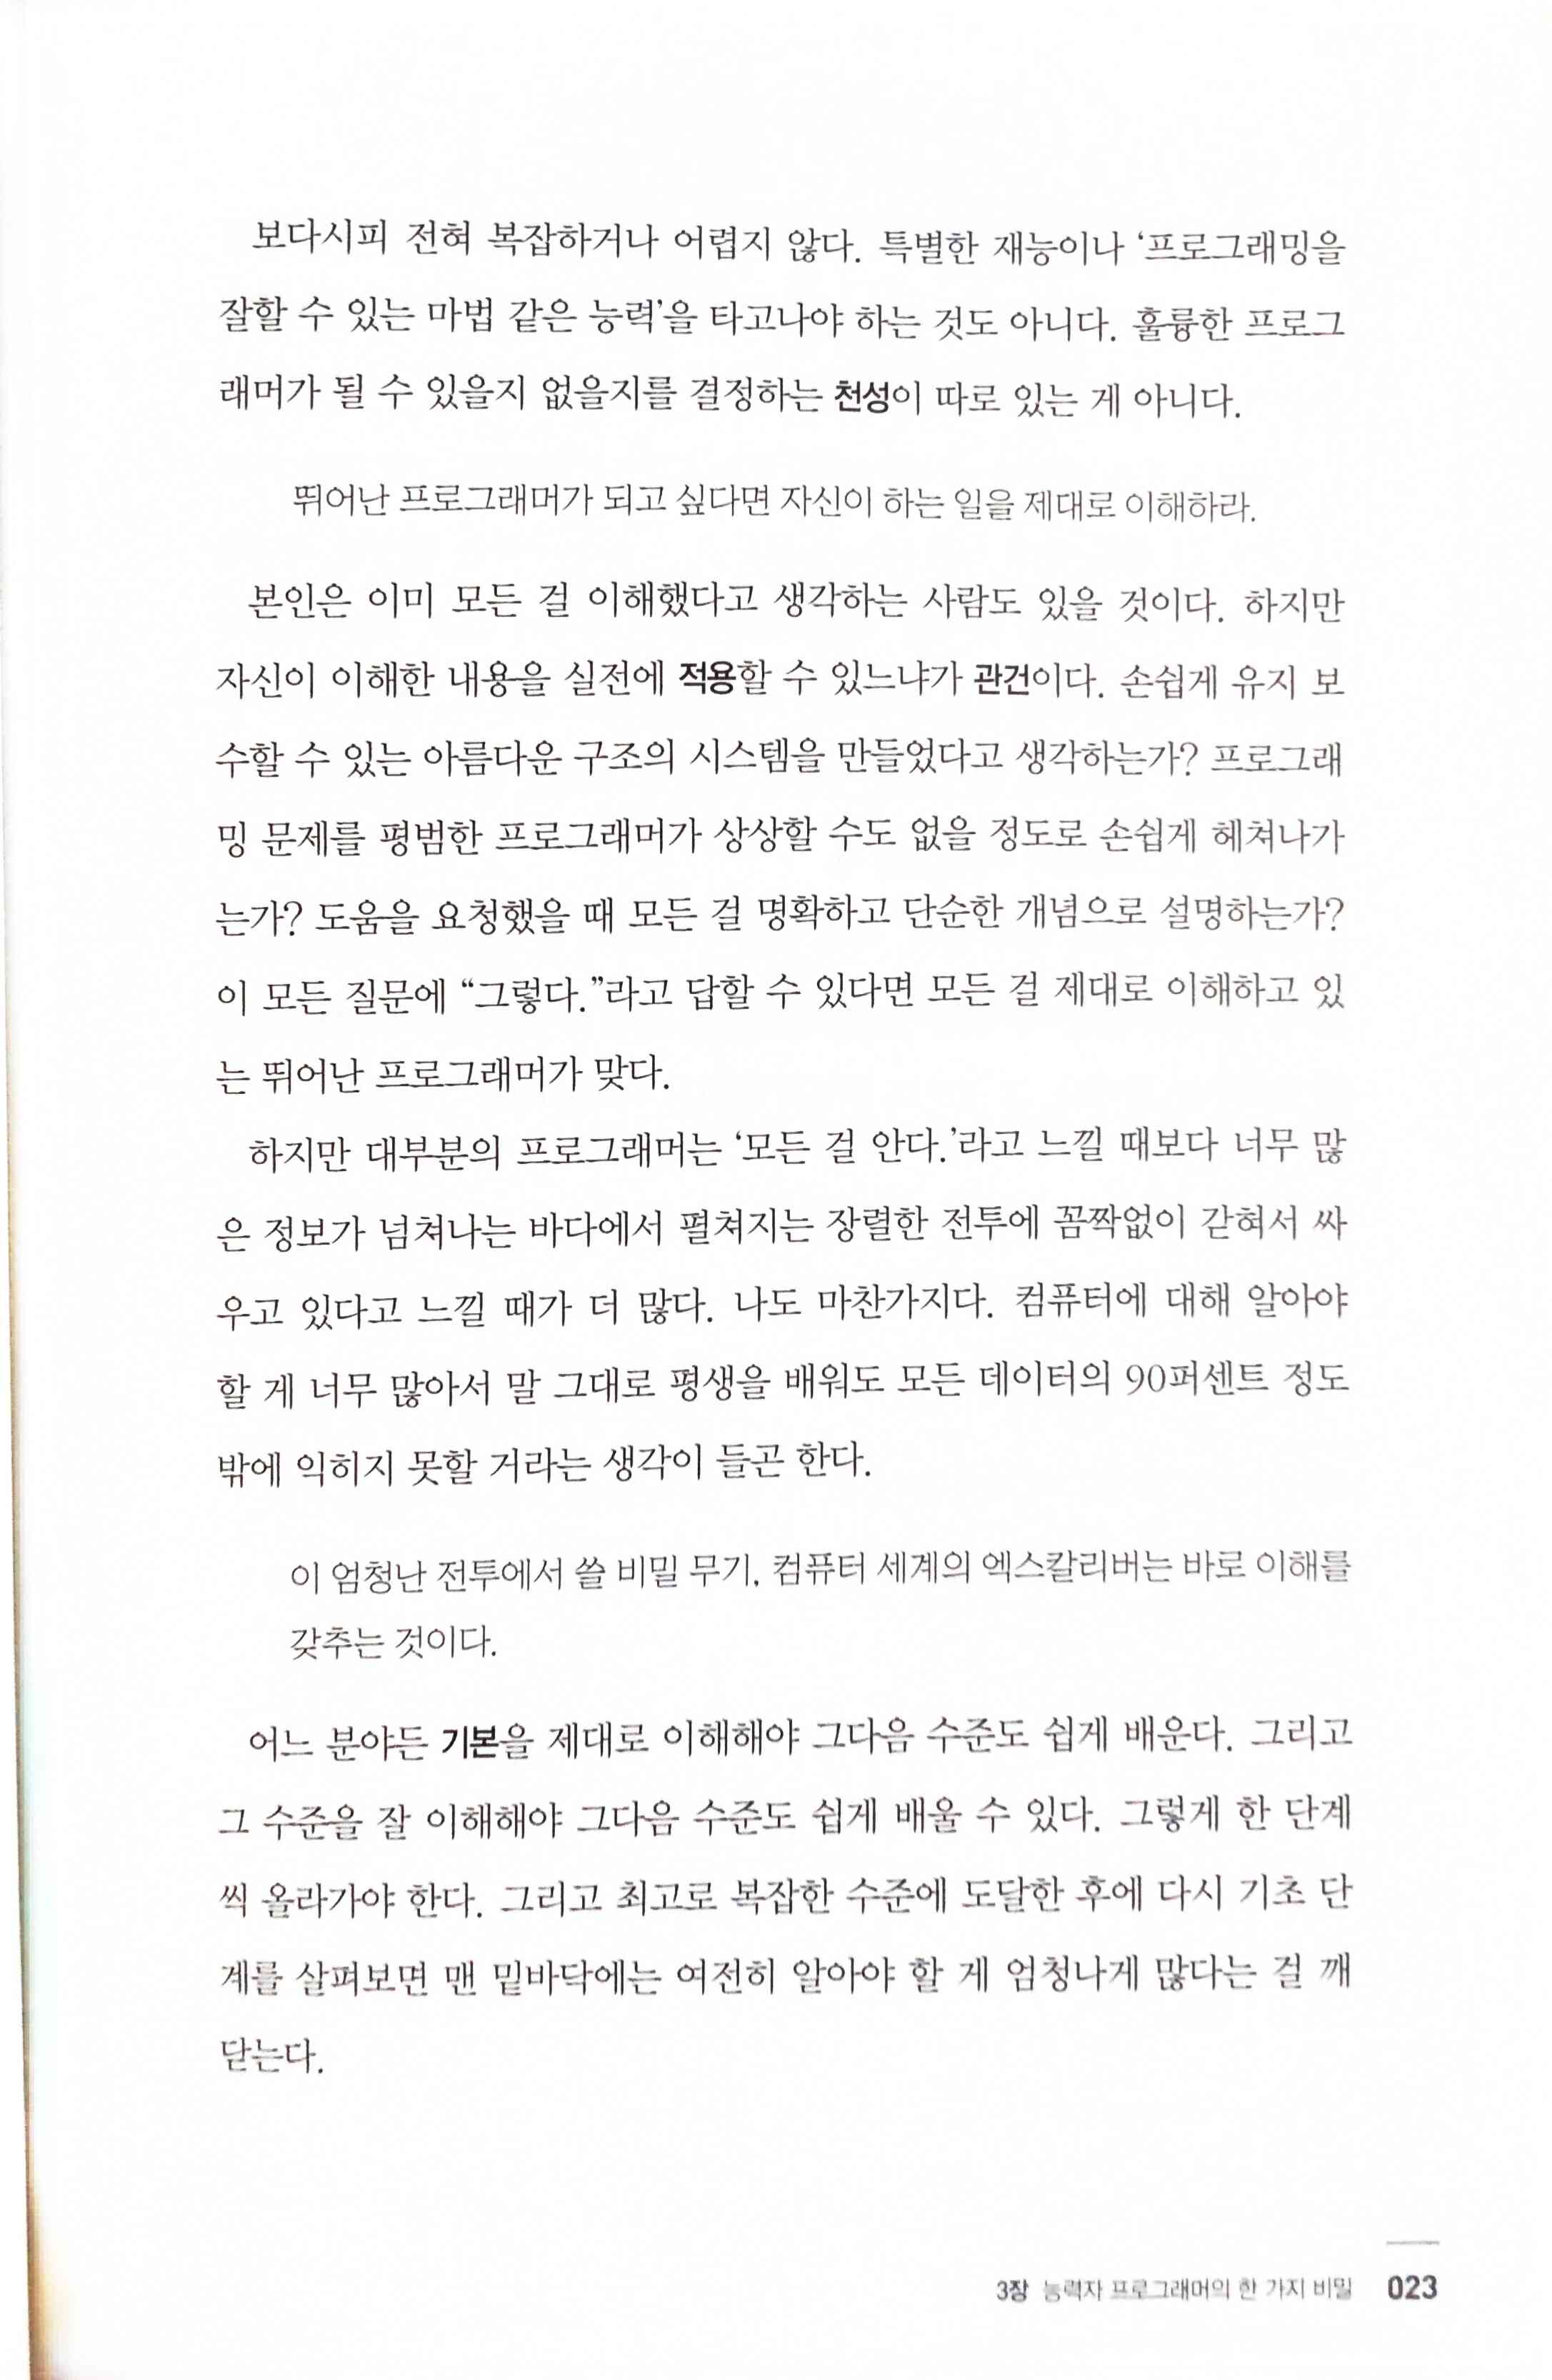 보다시피 전혀 복잡하거나 어렵지 않다. 특별한 재능이나 ‘프로그래밍을
잘할 수 있는 마법 같은 능력’을 타고나야 하는 것도 아니다. 훌륭한 프로그
래머가 될 수 있을지 없을지를 결정하는 천성이 따로 있는 게 아니다.
뛰어난 프로그래머가 되고 싶다면 자신이 하는 일을 제대로 이해하라.
본인은 이미 모든 걸 이해했다고 생각하는 사람도 있을 것이다. 하지만
자신이 이해한 내용을 실전에 적용할 수 있느냐가 관건이다. 손쉽게 유지 보
수할 수 있는 아름다운 구조의 시스템을 만들었다고 생각하는가? 프로그래
밍 문제를 평범한 프로그래머가 상상할 수도 없을 정도로 손쉽게 헤쳐나가
는가? 도움을 요청했을 때 모든 걸 명확하고 단순한 개념으로 설명하는가?
이 모든 질문에 “그렇다.”라고 답할 수 있다면 모든 걸 제대로 이해하고 있
는 뛰어난 프로그래머가 맞다.
하지만 대부분의 프로그래머는 ‘모든 걸 안다.’라고 느낄 때보다 너무 많
은 정보가 넘쳐나는 바다에서 펼쳐지는 장렬한 전투에 꼼짝없이 갇혀서 싸
우고 있다고 느낄 때가 더 많다. 나도 마찬가지다. 컴퓨터에 대해 알아야
할 게 너무 많아서 말 그대로 평생을 배워도 모든 데이터의 90퍼센트 정도
밖에 익히지 못할 거라는 생각이 들곤 한다.
이 엄청난 전투에서 쓸 비밀 무기, 컴퓨터 세계의 엑스칼리버는 바로 이해를
갖추는 것이다.
어느 분야든 기본을 제대로 이해해야 그다음 수준도 쉽게 배운다. 그리고
그 수준을 잘 이해해야 그다음 수준도 쉽게 배울 수 있다. 그렇게 한 단계
씩 올라가야 한다. 그리고 최고로 복잡한 수준에 도달한 후에 다시 기초 단
계를 살펴보면 맨 밑바닥에는 여전히 알아야 할 게 엄청나게 많다는 걸 깨
닫는다.
3장 능력자 프로그래머의 한 가지 비밀 023